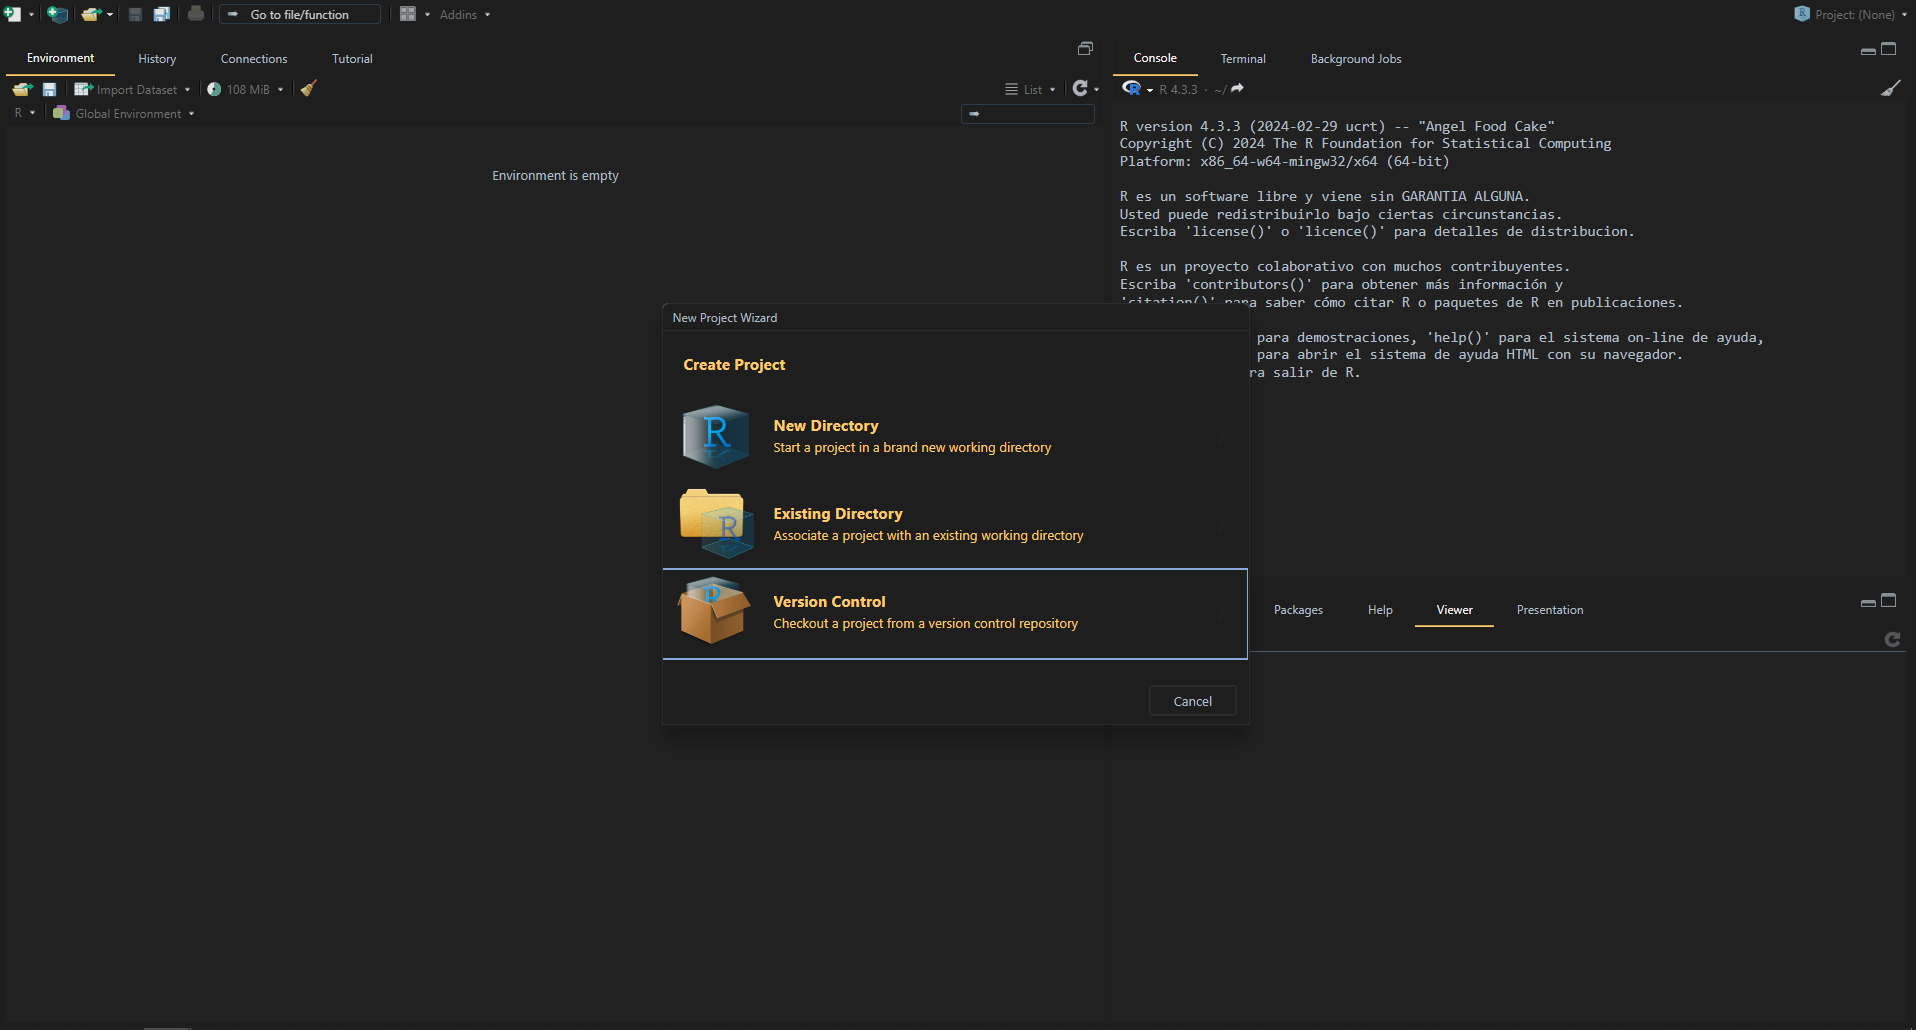 Go to file/function
Addins
Project: (None)
Environment
History
Connections
Tutorial
Import Dataset
108 MiB
List
R
Global Environment
Environment is empty
Console
Terminal
Background Jobs
R 4.3.3 · ~/
R version 4.3.3 (2024-02-29 ucrt) -- "Angel Food Cake"
Copyright (C) 2024 The R Foundation for Statistical Computing
Platform: x86_64-w64-mingw32/x64 (64-bit)
R es un software libre y viene sin GARANTIA ALGUNA.
Usted puede redistribuirlo bajo ciertas circunstancias.
Escriba 'license()' o 'licence()' para detalles de distribucion.
R es un proyecto colaborativo con muchos contribuyentes.
Escriba 'contributors()' para obtener más información y
'citation()' para saber cómo citar R o paquetes de R en publicaciones.
para demostraciones, 'help()' para el sistema on-line de ayuda,
para abrir el sistema de ayuda HTML con su navegador.
ra salir de R.
New Project Wizard
Create Project
New Directory
Start a project in a brand new working directory
Existing Directory
Associate a project with an existing working directory
Version Control
Checkout a project from a version control repository
Cancel
Packages
Help
Viewer
Presentation